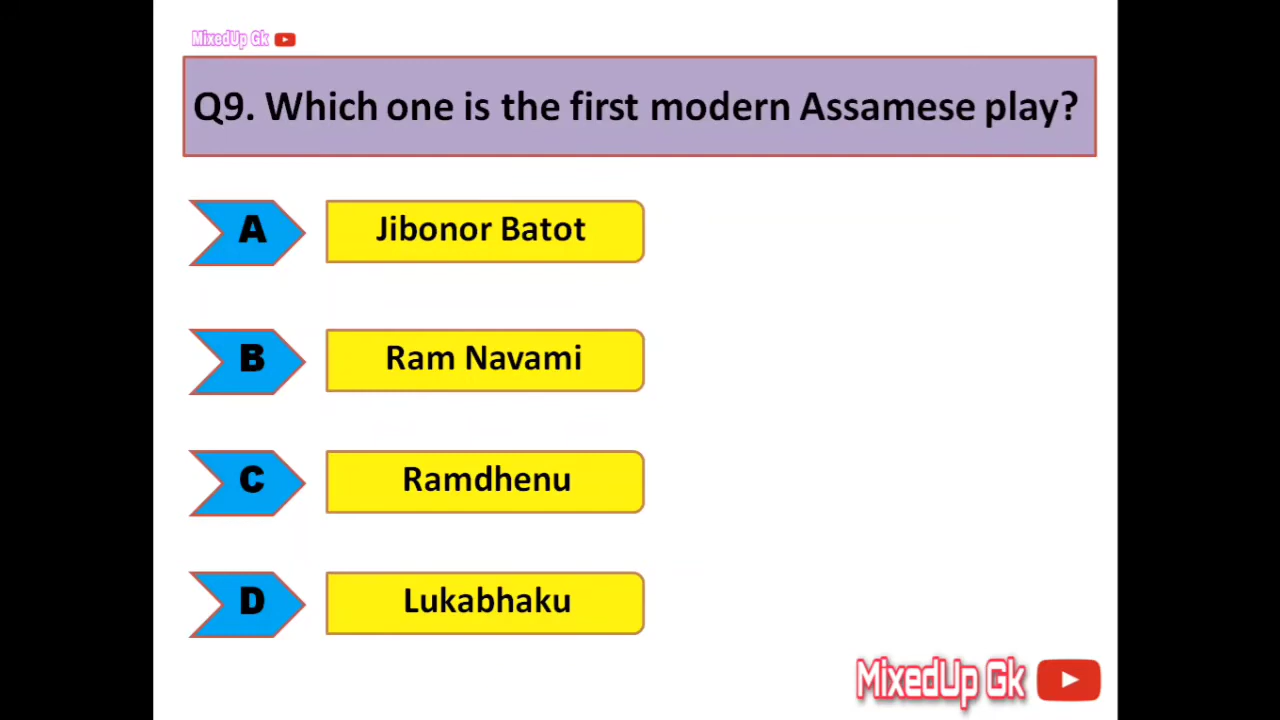 MixedUp Gk
Q9. Which one is the first modern Assamese play?
A Jibonor Batot
B Ram Navami
C Ramdhenu
D Lukabhaku
MixedUp Gk